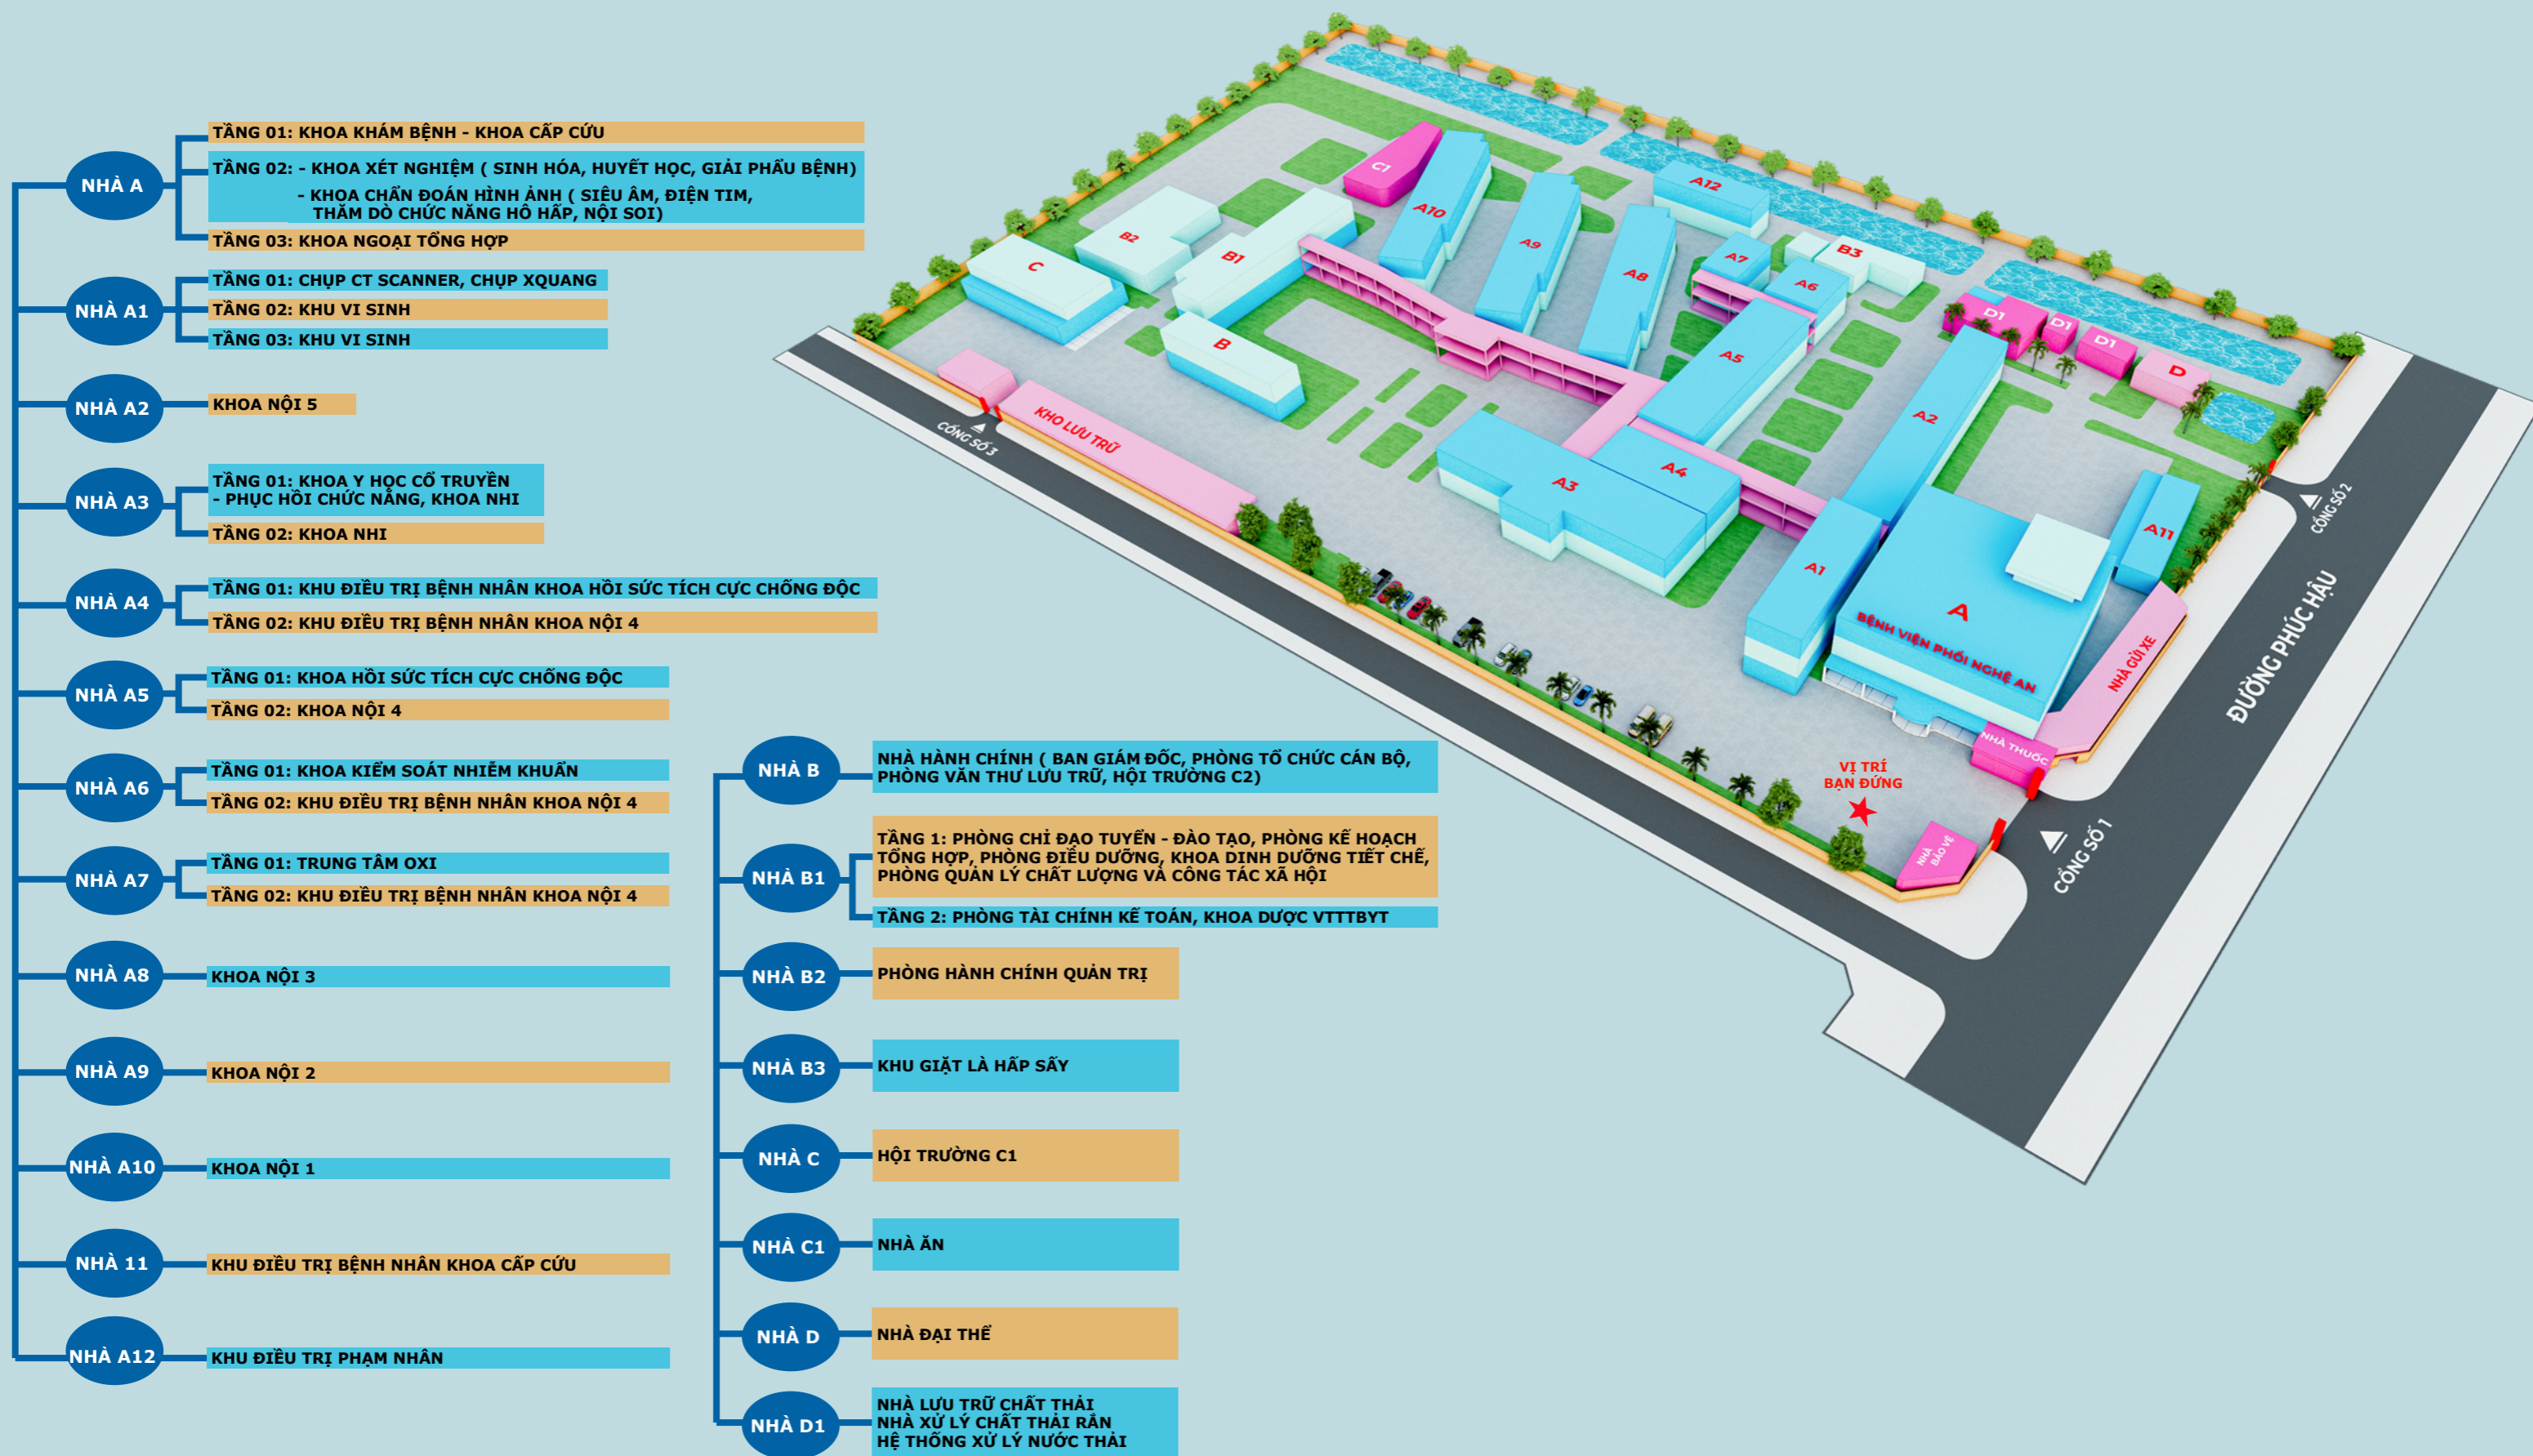 NHÀ A
TẦNG 01: KHOA KHÁM BỆNH - KHOA CẤP CỨU
TẦNG 02: - KHOA XÉT NGHIỆM ( SINH HÓA, HUYẾT HỌC, GIẢI PHẨU BỆNH)
- KHOA CHẨN ĐOÁN HÌNH ẢNH ( SIÊU ÂM, ĐIỆN TIM,
THĂM DÒ CHỨC NĂNG HÔ HẤP, NỘI SOI)
TẦNG 03: KHOA NGOẠI TỔNG HỢP
NHÀ A1
TẦNG 01: CHỤP CT SCANNER, CHỤP XQUANG
TẦNG 02: KHU VI SINH
TẦNG 03: KHU VI SINH
NHÀ A2
KHOA NỘI 5
NHÀ A3
TẦNG 01: KHOA Y HỌC CỔ TRUYỀN
- PHỤC HỒI CHỨC NĂNG, KHOA NHI
TẦNG 02: KHOA NHI
NHÀ A4
TẦNG 01: KHU ĐIỀU TRỊ BỆNH NHÂN KHOA HỒI SỨC TÍCH CỰC CHỐNG ĐỘC
TẦNG 02: KHU ĐIỀU TRỊ BỆNH NHÂN KHOA NỘI 4
NHÀ A5
TẦNG 01: KHOA HỒI SỨC TÍCH CỰC CHỐNG ĐỘC
TẦNG 02: KHOA NỘI 4
NHÀ A6
TẦNG 01: KHOA KIỂM SOÁT NHIỄM KHUẨN
TẦNG 02: KHU ĐIỀU TRỊ BỆNH NHÂN KHOA NỘI 4
NHÀ A7
TẦNG 01: TRUNG TÂM OXI
TẦNG 02: KHU ĐIỀU TRỊ BỆNH NHÂN KHOA NỘI 4
NHÀ A8
KHOA NỘI 3
NHÀ A9
KHOA NỘI 2
NHÀ A10
KHOA NỘI 1
NHÀ 11
KHU ĐIỀU TRỊ BỆNH NHÂN KHOA CẤP CỨU
NHÀ A12
KHU ĐIỀU TRỊ PHẠM NHÂN
NHÀ B
NHÀ HÀNH CHÍNH ( BAN GIÁM ĐỐC, PHÒNG TỔ CHỨC CÁN BỘ,
PHÒNG VĂN THƯ LƯU TRỮ, HỘI TRƯỜNG C2)
NHÀ B1
TẦNG 1: PHÒNG CHỈ ĐẠO TUYẾN - ĐÀO TẠO, PHÒNG KẾ HOẠCH
TỔNG HỢP, PHÒNG ĐIỀU DƯỠNG, KHOA DINH DƯỠNG TIẾT CHẾ,
PHÒNG QUẢN LÝ CHẤT LƯỢNG VÀ CÔNG TÁC XÃ HỘI
TẦNG 2: PHÒNG TÀI CHÍNH KẾ TOÁN, KHOA DƯỢC VTTTBYT
NHÀ B2
PHÒNG HÀNH CHÍNH QUẢN TRỊ
NHÀ B3
KHU GIẶT LÀ HẤP SẤY
NHÀ C
HỘI TRƯỜNG C1
NHÀ C1
NHÀ ĂN
NHÀ D
NHÀ ĐẠI THỂ
NHÀ D1
NHÀ LƯU TRỮ CHẤT THẢI
NHÀ XỬ LÝ CHẤT THẢI RẮN
HỆ THỐNG XỬ LÝ NƯỚC THẢI
C1
A10
A12
A9
A8
A7
A6
B3
B2
B1
C
B
D1
D1
D1
D
A5
A2
KHO LƯU TRỮ
CỔNG SỐ 3
A3
A4
A1
A
BỆNH VIỆN PHỔI NGHỆ AN
A11
CỔNG SỐ 2
NHÀ GỬI XE
ĐƯỜNG PHÚC HẬU
NHÀ THUỐC
VỊ TRÍ
BẠN ĐỨNG
NHÀ
BẢO VỆ
CỔNG SỐ 1